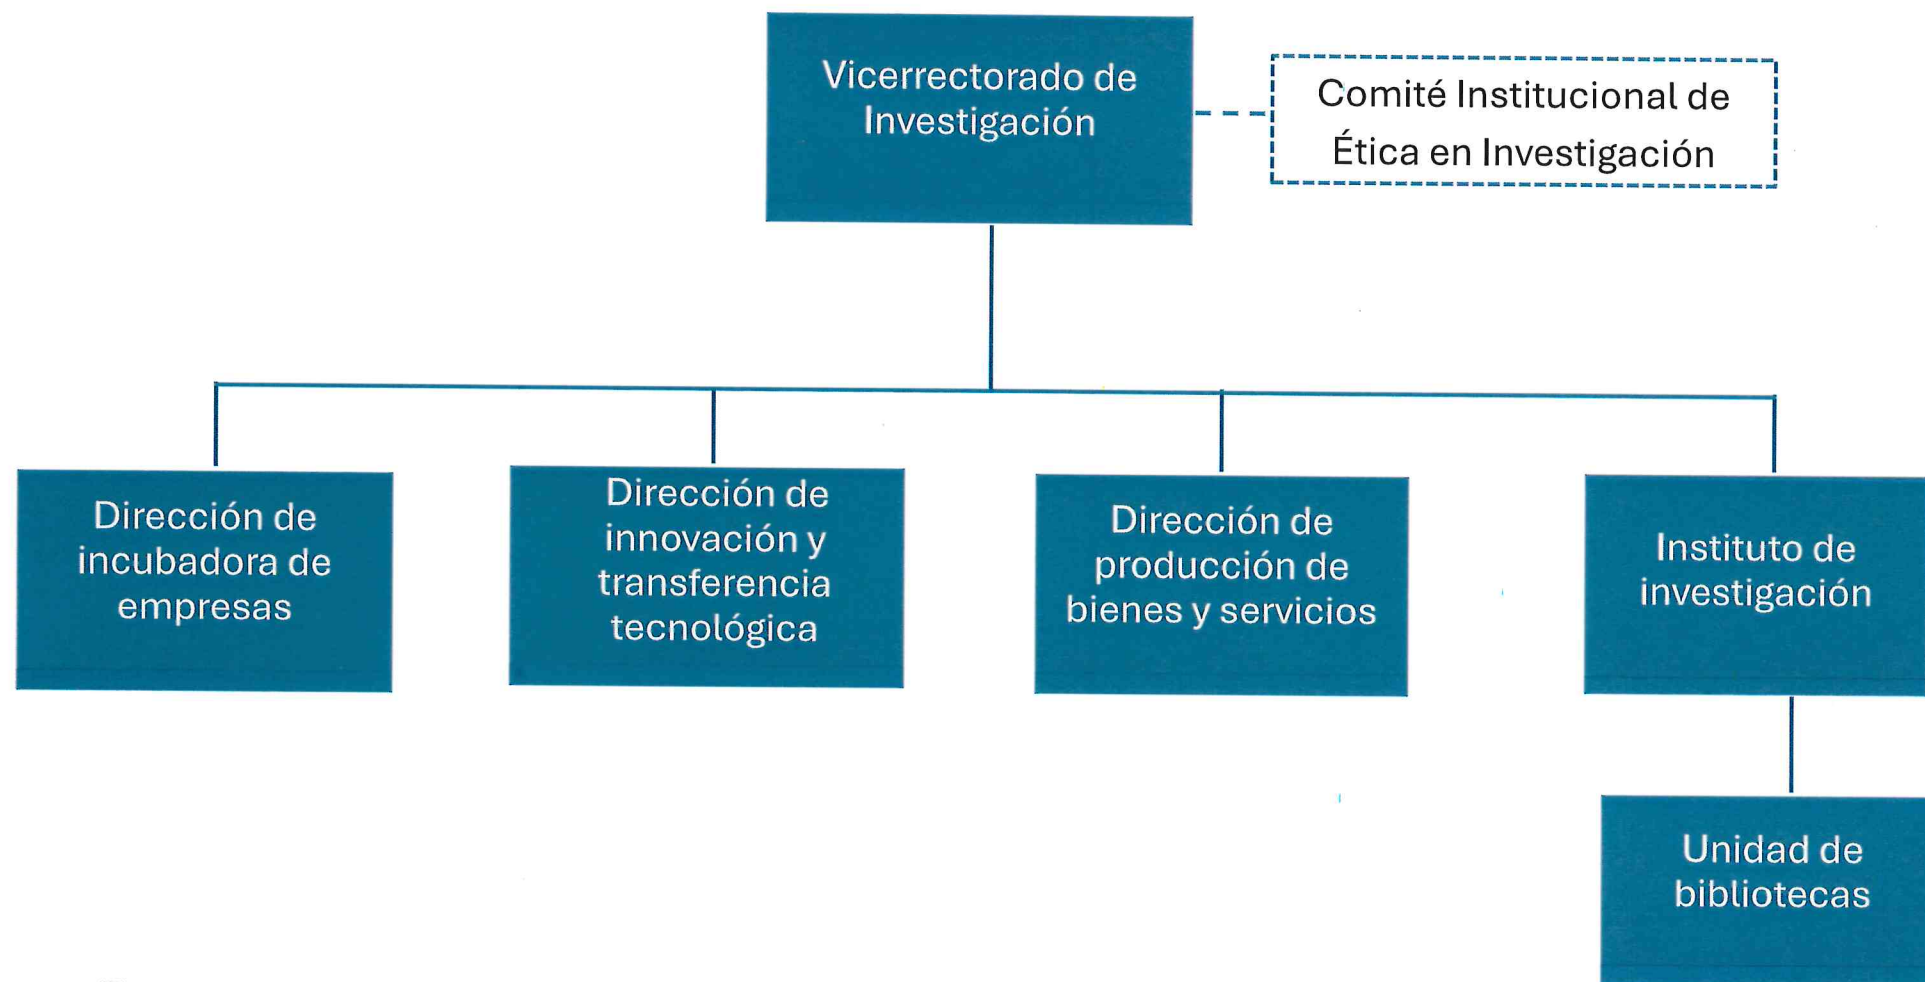 Vicerrectorado de
Investigación
Comité Institucional de
Ética en Investigación
Dirección de
incubadora de
empresas
Dirección de
innovación y
transferencia
tecnológica
Dirección de
producción de
bienes y servicios
Instituto de
investigación
Unidad de
bibliotecas